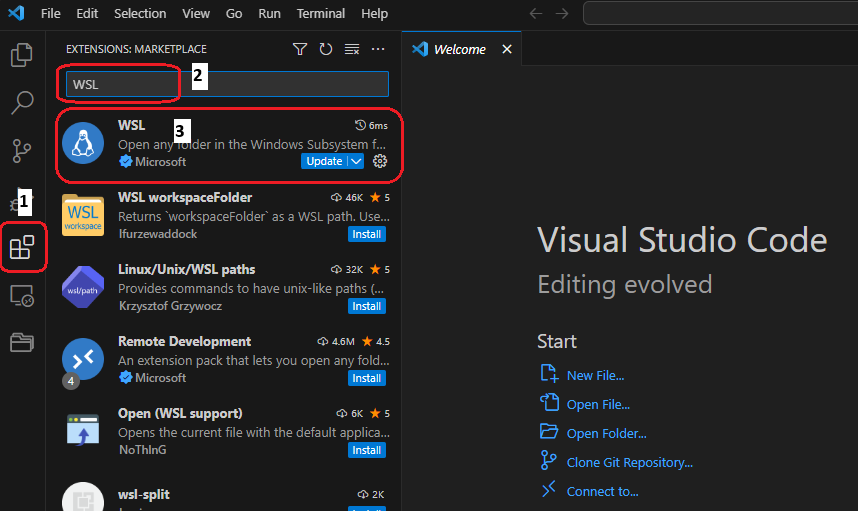 File Edit Selection View Go Run Terminal Help
EXTENSIONS: MARKETPLACE
Welcome
WSL
2
1
3
WSL
6ms
Open any folder in the Windows Subsystem f...
Microsoft
Update
WSL
workspace
WSL workspaceFolder
46K
5
Returns `workspaceFolder` as a WSL path. Use...
lfurzewaddock
Install
wsl/path
Linux/Unix/WSL paths
32K
5
Provides commands to have unix-like paths (...
Krzysztof Grzywocz
Install
Remote Development
4.6M
4.5
An extension pack that lets you open any fold...
4
Microsoft
Install
Open (WSL support)
6K
5
Opens the current file with the default applica...
NoThInG
Install
wsl-split
2K
Visual Studio Code
Editing evolved
Start
New File...
Open File...
Open Folder...
Clone Git Repository...
Connect to...